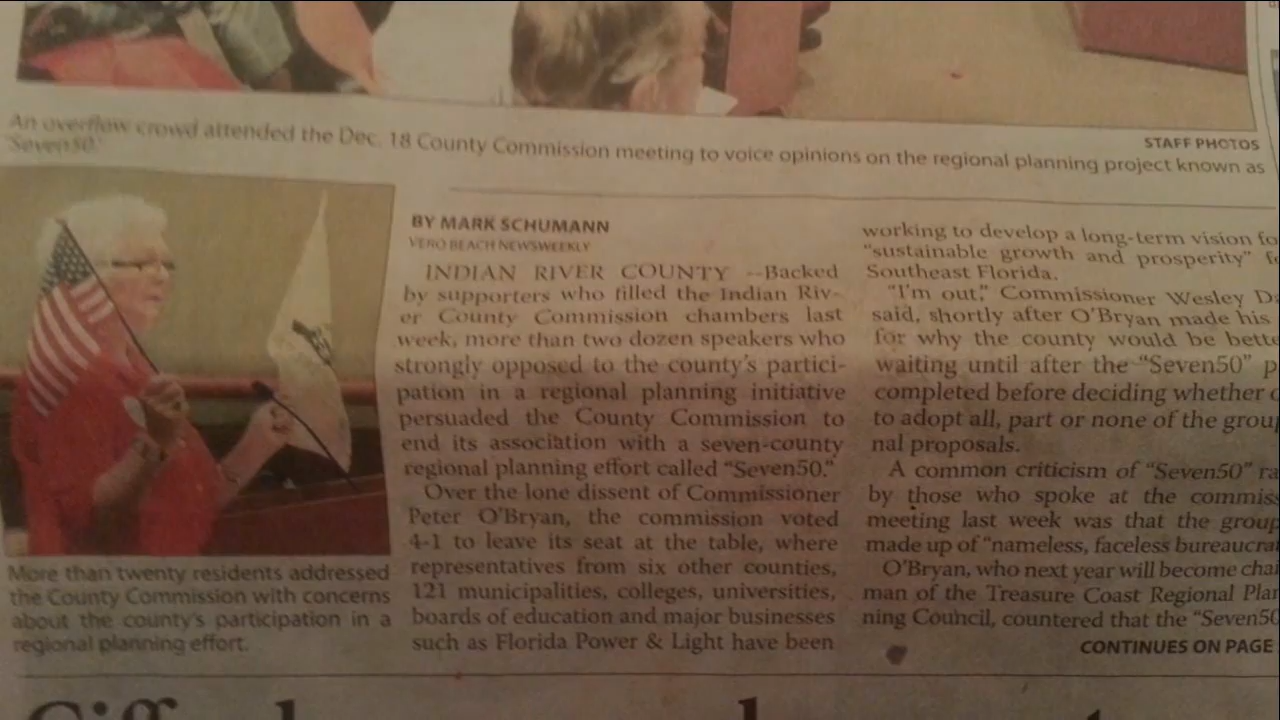 An overflow crowd attended the Dec. 18 County Commission meeting to voice opinions on the regional planning project known as
"Seven50."
STAFF PHOTOS
More than twenty residents addressed
the County Commission with concerns
about the county's participation in a
regional planning effort.
BY MARK SCHUMANN
VERO BEACH NEWSWEEKLY
INDIAN RIVER COUNTY --Backed
by supporters who filled the Indian Riv-
er County Commission chambers last
week, more than two dozen speakers who
strongly opposed to the county's partici-
pation in a regional planning initiative
persuaded the County Commission to
end its association with a seven-county
regional planning effort called "Seven50."
Over the lone dissent of Commissioner
Peter O'Bryan, the commission voted
4-1 to leave its seat at the table, where
representatives from six other counties,
121 municipalities, colleges, universities,
boards of education and major businesses
such as Florida Power & Light have been
working to develop a long-term vision
"sustainable growth and prosperity"
Southeast Florida.
"I'm out," Commissioner Wesley
said, shortly after O'Bryan made his
for why the county would be
waiting until after the "Seven50"
completed before deciding whether
to adopt all, part or none of the
nal proposals.
A common criticism of "Seven50"
by those who spoke at the
meeting last week was that the group
made up of "nameless, faceless
O'Bryan, who next year will become
man of the Treasure Coast Regional
ning Council, countered that the
CONTINUES ON PAGE